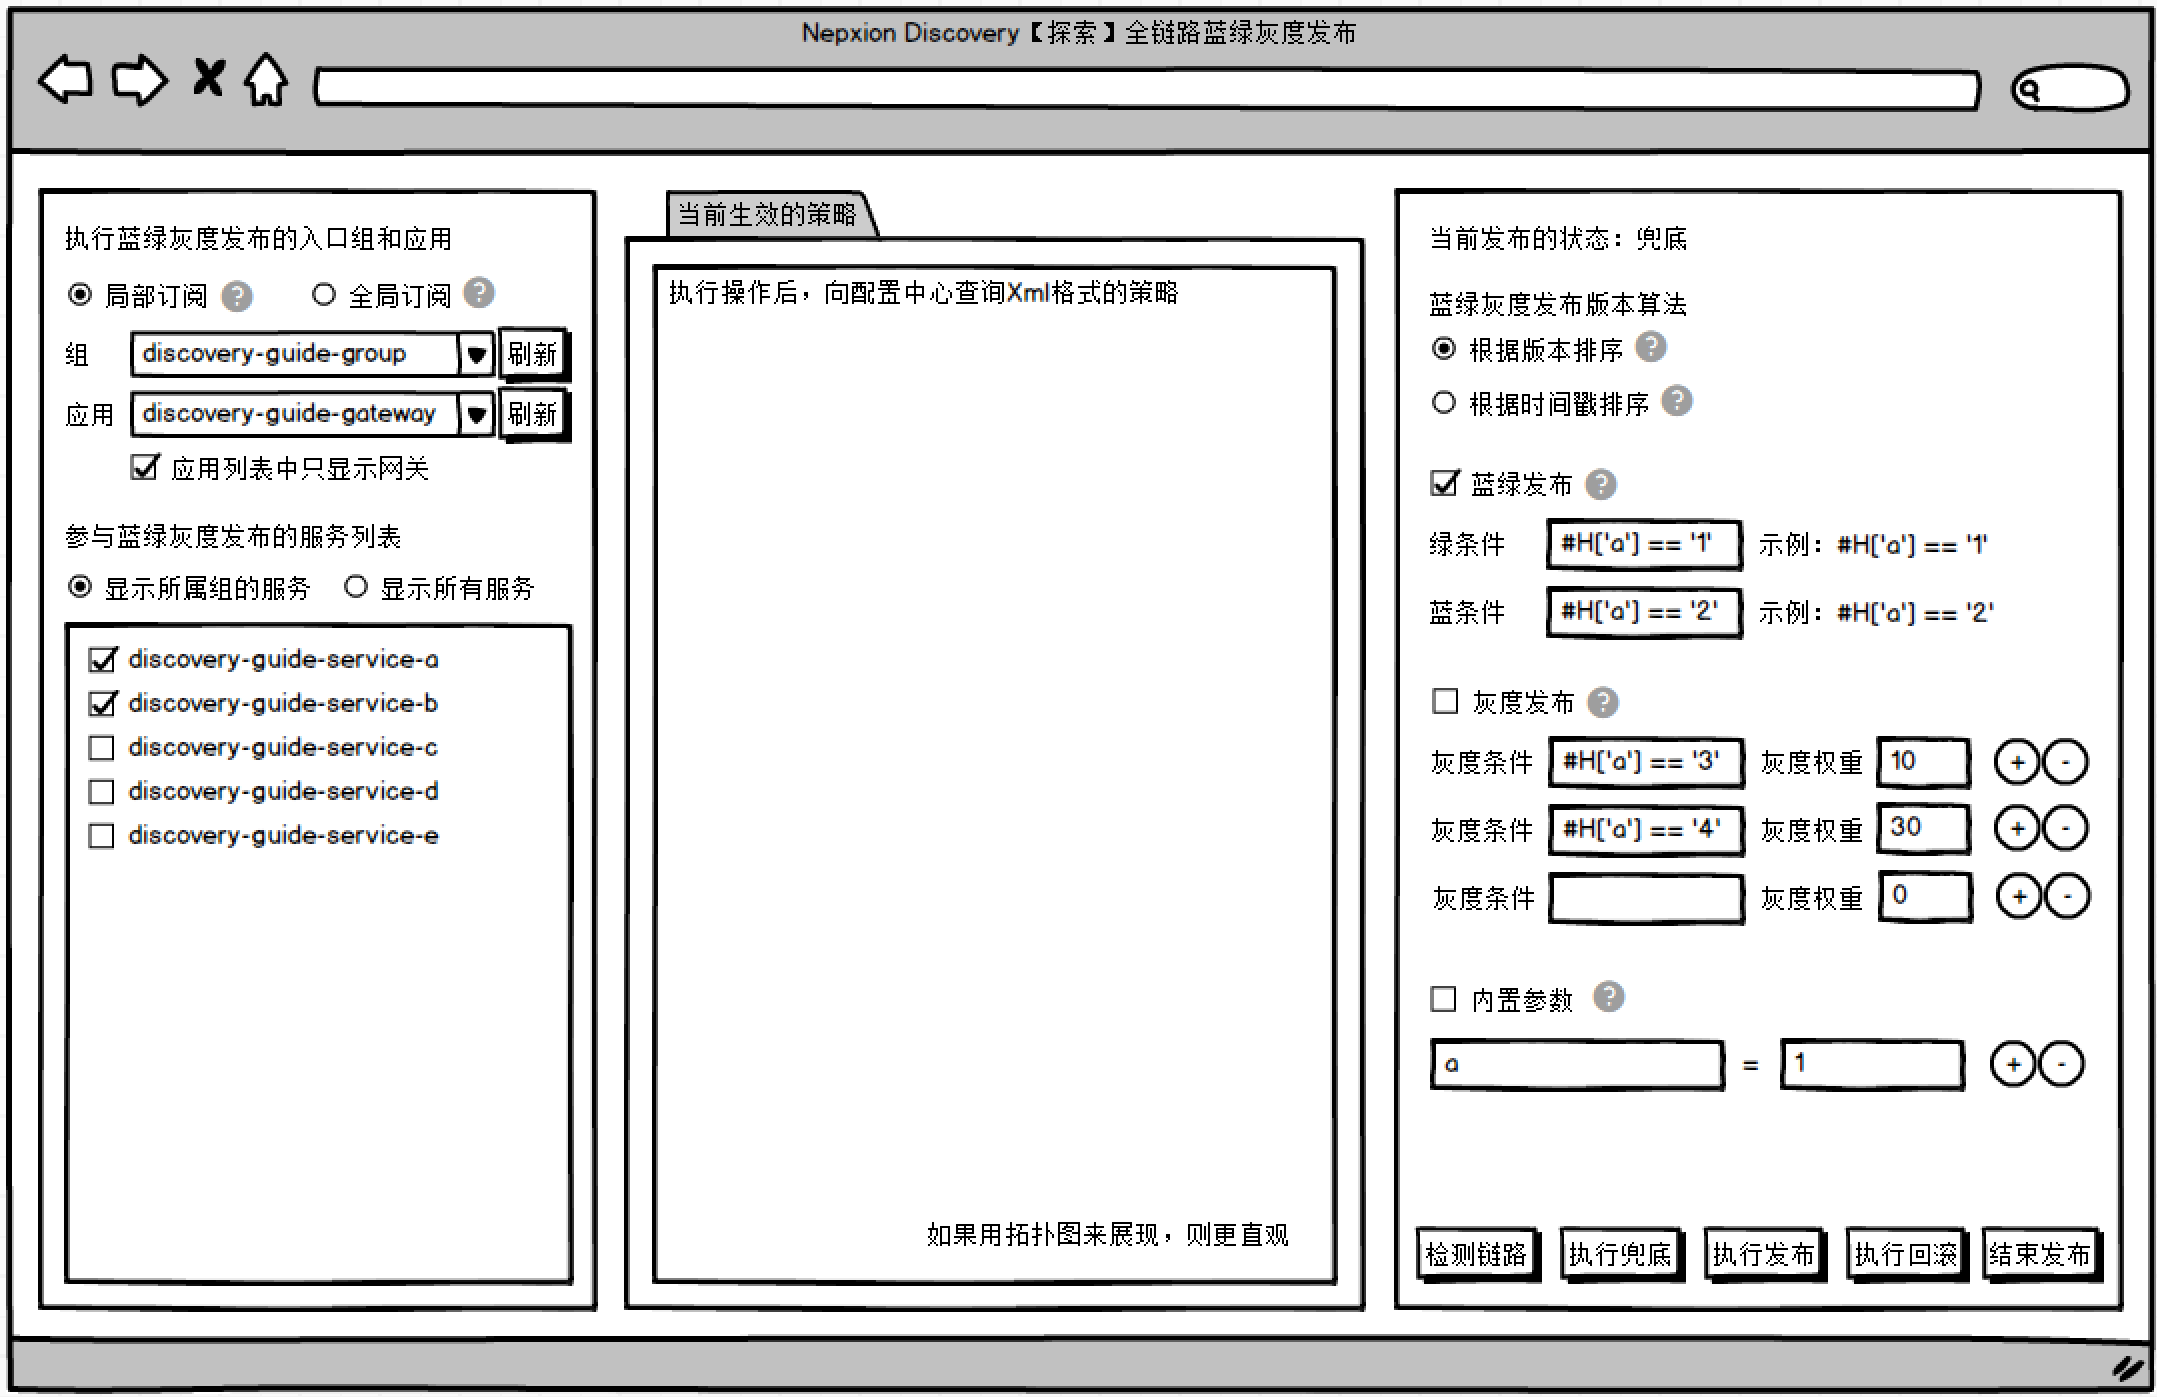 Nepxion Discovery【探索】全链路蓝绿灰度发布
执行蓝绿灰度发布的入口组和应用
局部订阅 ? 全局订阅 ?
组 discovery-guide-group 刷新
应用 discovery-guide-gateway 刷新
应用列表中只显示网关
参与蓝绿灰度发布的服务列表
显示所属组的服务 显示所有服务
discovery-guide-service-a
discovery-guide-service-b
discovery-guide-service-c
discovery-guide-service-d
discovery-guide-service-e
当前生效的策略
执行操作后，向配置中心查询Xml格式的策略
如果用拓扑图来展现，则更直观
当前发布的状态：兜底
蓝绿灰度发布版本算法
根据版本排序 ?
根据时间戳排序 ?
蓝绿发布 ?
绿条件 #H['a'] == '1' 示例：#H['a'] == '1'
蓝条件 #H['a'] == '2' 示例：#H['a'] == '2'
灰度发布 ?
灰度条件 #H['a'] == '3' 灰度权重 10 + -
灰度条件 #H['a'] == '4' 灰度权重 30 + -
灰度条件 灰度权重 0 + -
内置参数 ?
a = 1 + -
检测链路 执行兜底 执行发布 执行回滚 结束发布